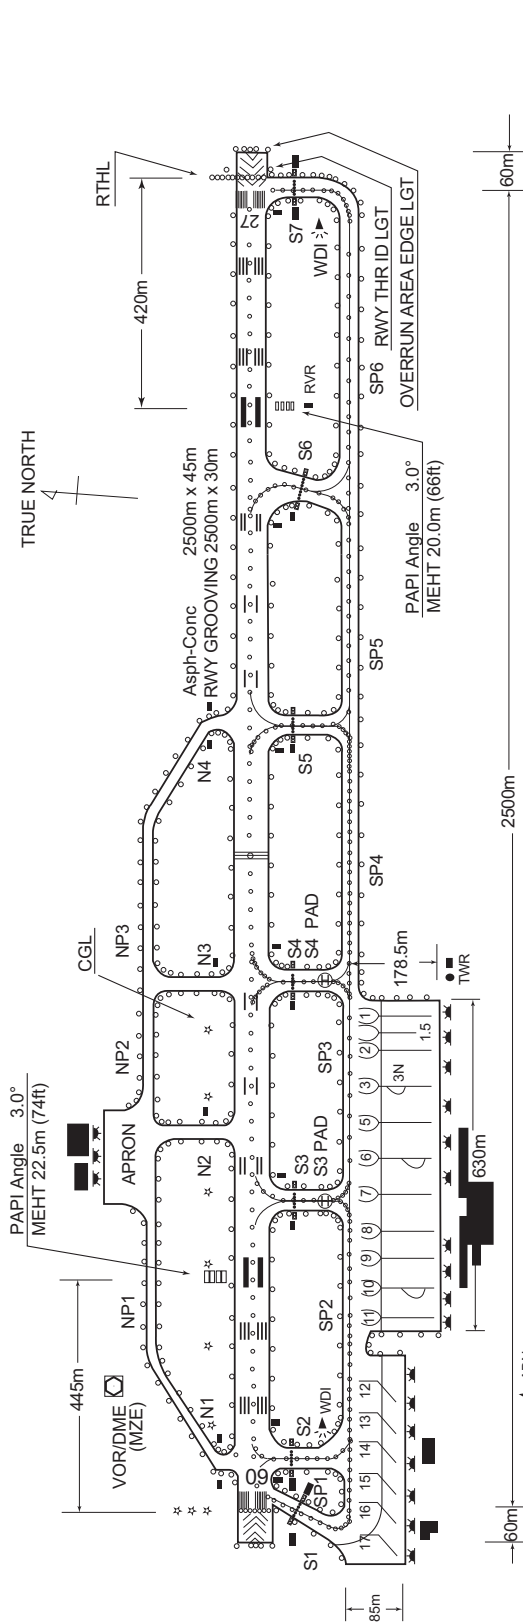 RTHL
27
420m
60m
S7
WDI
RWY THR ID LGT
OVERRUN AREA EDGE LGT
SP6
RVR
S6
TRUE NORTH
PAPI Angle 3.0°
MEHT 20.0m (66ft)
Asph-Conc 2500m x 45m
RWY GROOVING 2500m x 30m
SP5
N4
S5
2500m
NP3
CGL
N3
SP4
S4
S4 PAD
178.5m
TWR
NP2
SP3
1
1.5
2
3
3N
5
6
7
8
9
10
11
630m
PAPI Angle 3.0°
MEHT 22.5m (74ft)
APRON
N2
S3
S3 PAD
H
H
NP1
SP2
445m
VOR/DME
(MZE)
N1
S2
WDI
09
SP1
S1
12
13
14
15
16
17
60m
85m